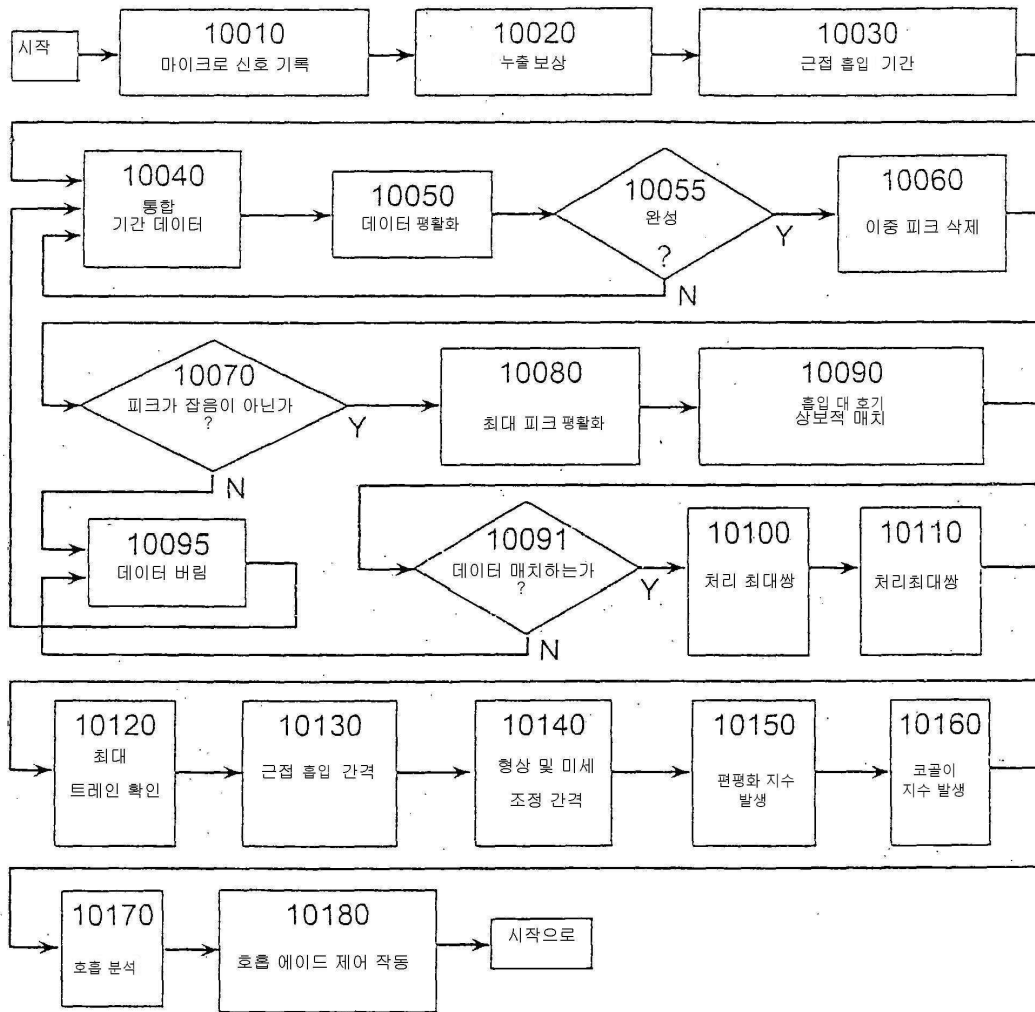 시작
10010
마이크로 신호 기록
10020
누출 보상
10030
근접 흡입 기간
10040
통합
기간 데이터
10050
데이터 평활화
10055
완성
?
Y
N
10060
이중 피크 삭제
10070
피크가 잡음이 아닌가
?
Y
N
10080
최대 피크 평활화
10090
흡입 대 호기
상보적 매치
10095
데이터 버림
10091
데이터 매치하는가
?
Y
N
10100
처리 최대쌍
10110
처리최대쌍
10120
최대
트레인 확인
10130
근접 흡입 간격
10140
형상 및 미세
조정 간격
10150
편평화 지수
발생
10160
코골이
지수 발생
10170
호흡 분석
10180
호흡 에이드 제어 작동
시작으로